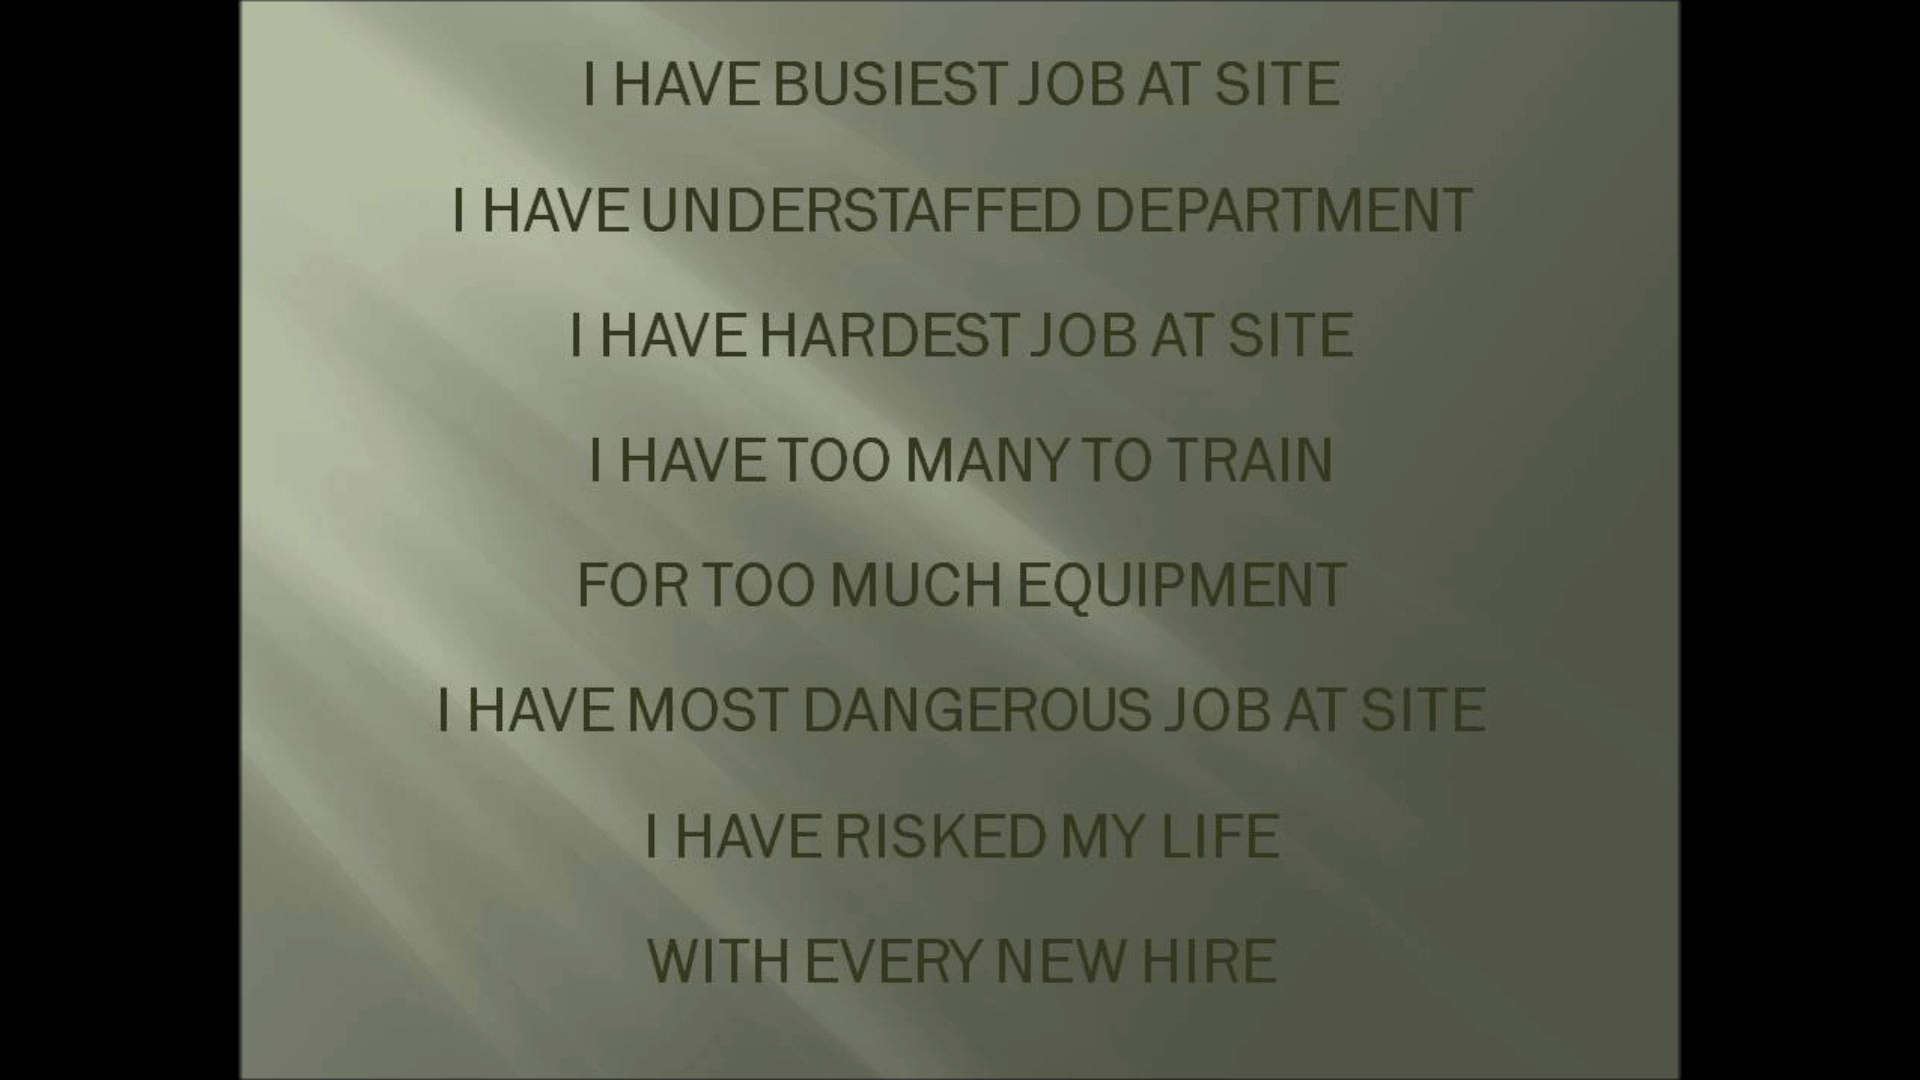 I HAVE BUSIEST JOB AT SITE
I HAVE UNDERSTAFFED DEPARTMENT
I HAVE HARDEST JOB AT SITE
I HAVE TOO MANY TO TRAIN
FOR TOO MUCH EQUIPMENT
I HAVE MOST DANGEROUS JOB AT SITE
I HAVE RISKED MY LIFE
WITH EVERY NEW HIRE